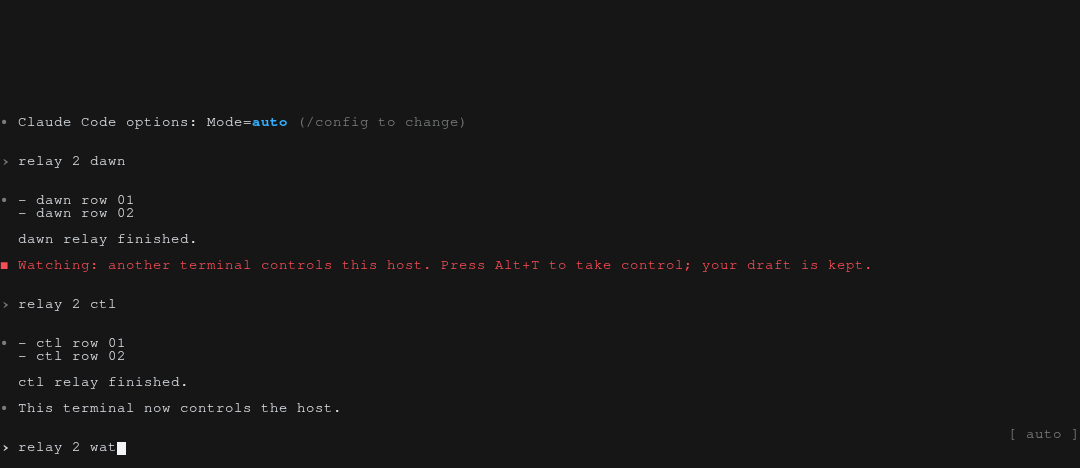 • Claude Code options: Mode=auto (/config to change)
› relay 2 dawn
• - dawn row 01
- dawn row 02
dawn relay finished.
■ Watching: another terminal controls this host. Press Alt+T to take control; your draft is kept.
› relay 2 ctl
• - ctl row 01
- ctl row 02
ctl relay finished.
• This terminal now controls the host.
[ auto ]
› relay 2 wat